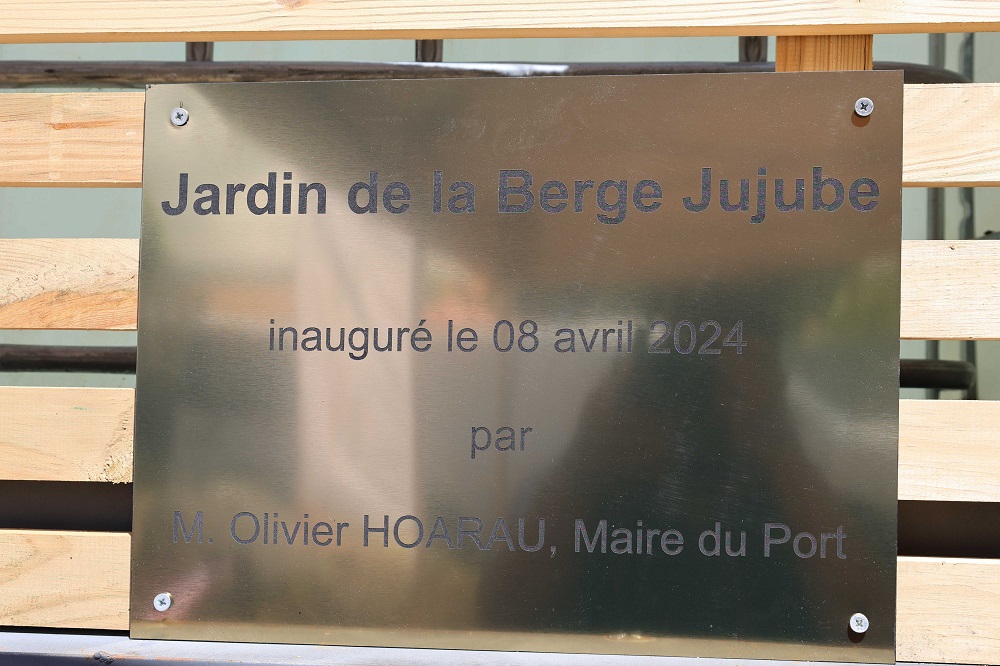 Jardin de la Berge Jujube
inauguré le 08 avril 2024
par
M. Olivier HOARAU, Maire du Port